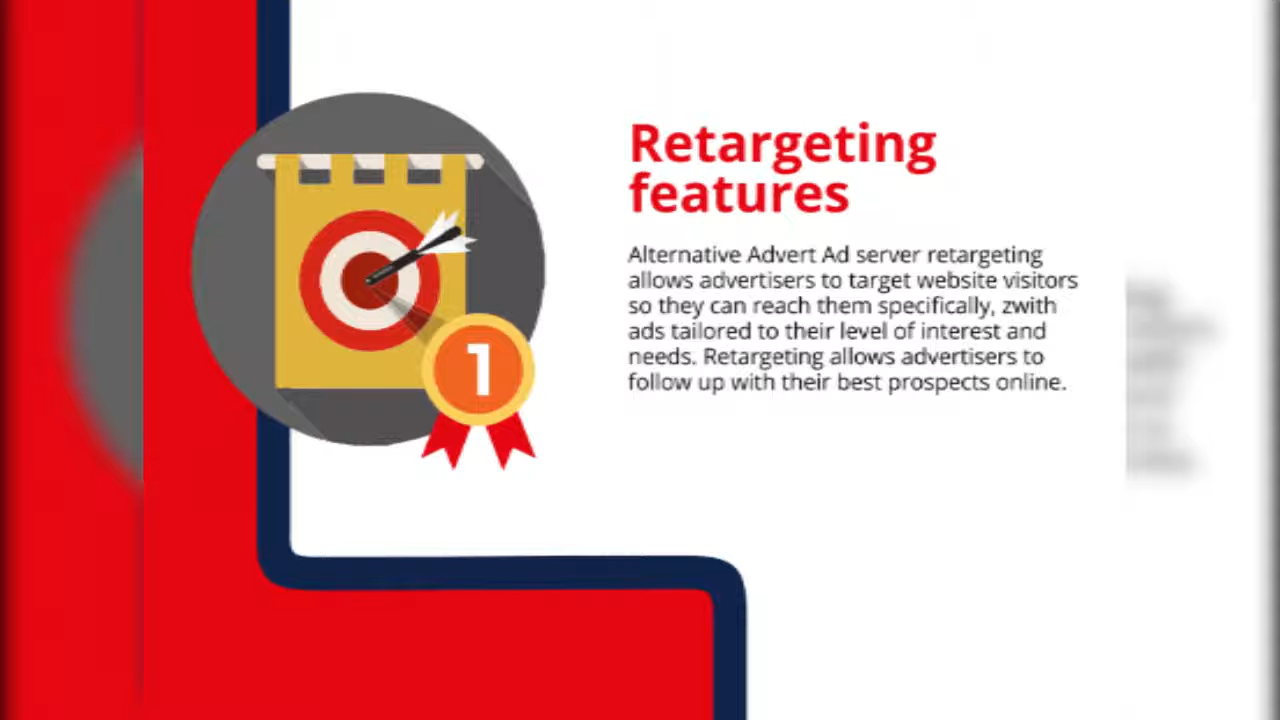 Retargeting
features
Alternative Advert Ad server retargeting
allows advertisers to target website visitors
so they can reach them specifically, zwith
ads tailored to their level of interest and
needs. Retargeting allows advertisers to
follow up with their best prospects online.
1